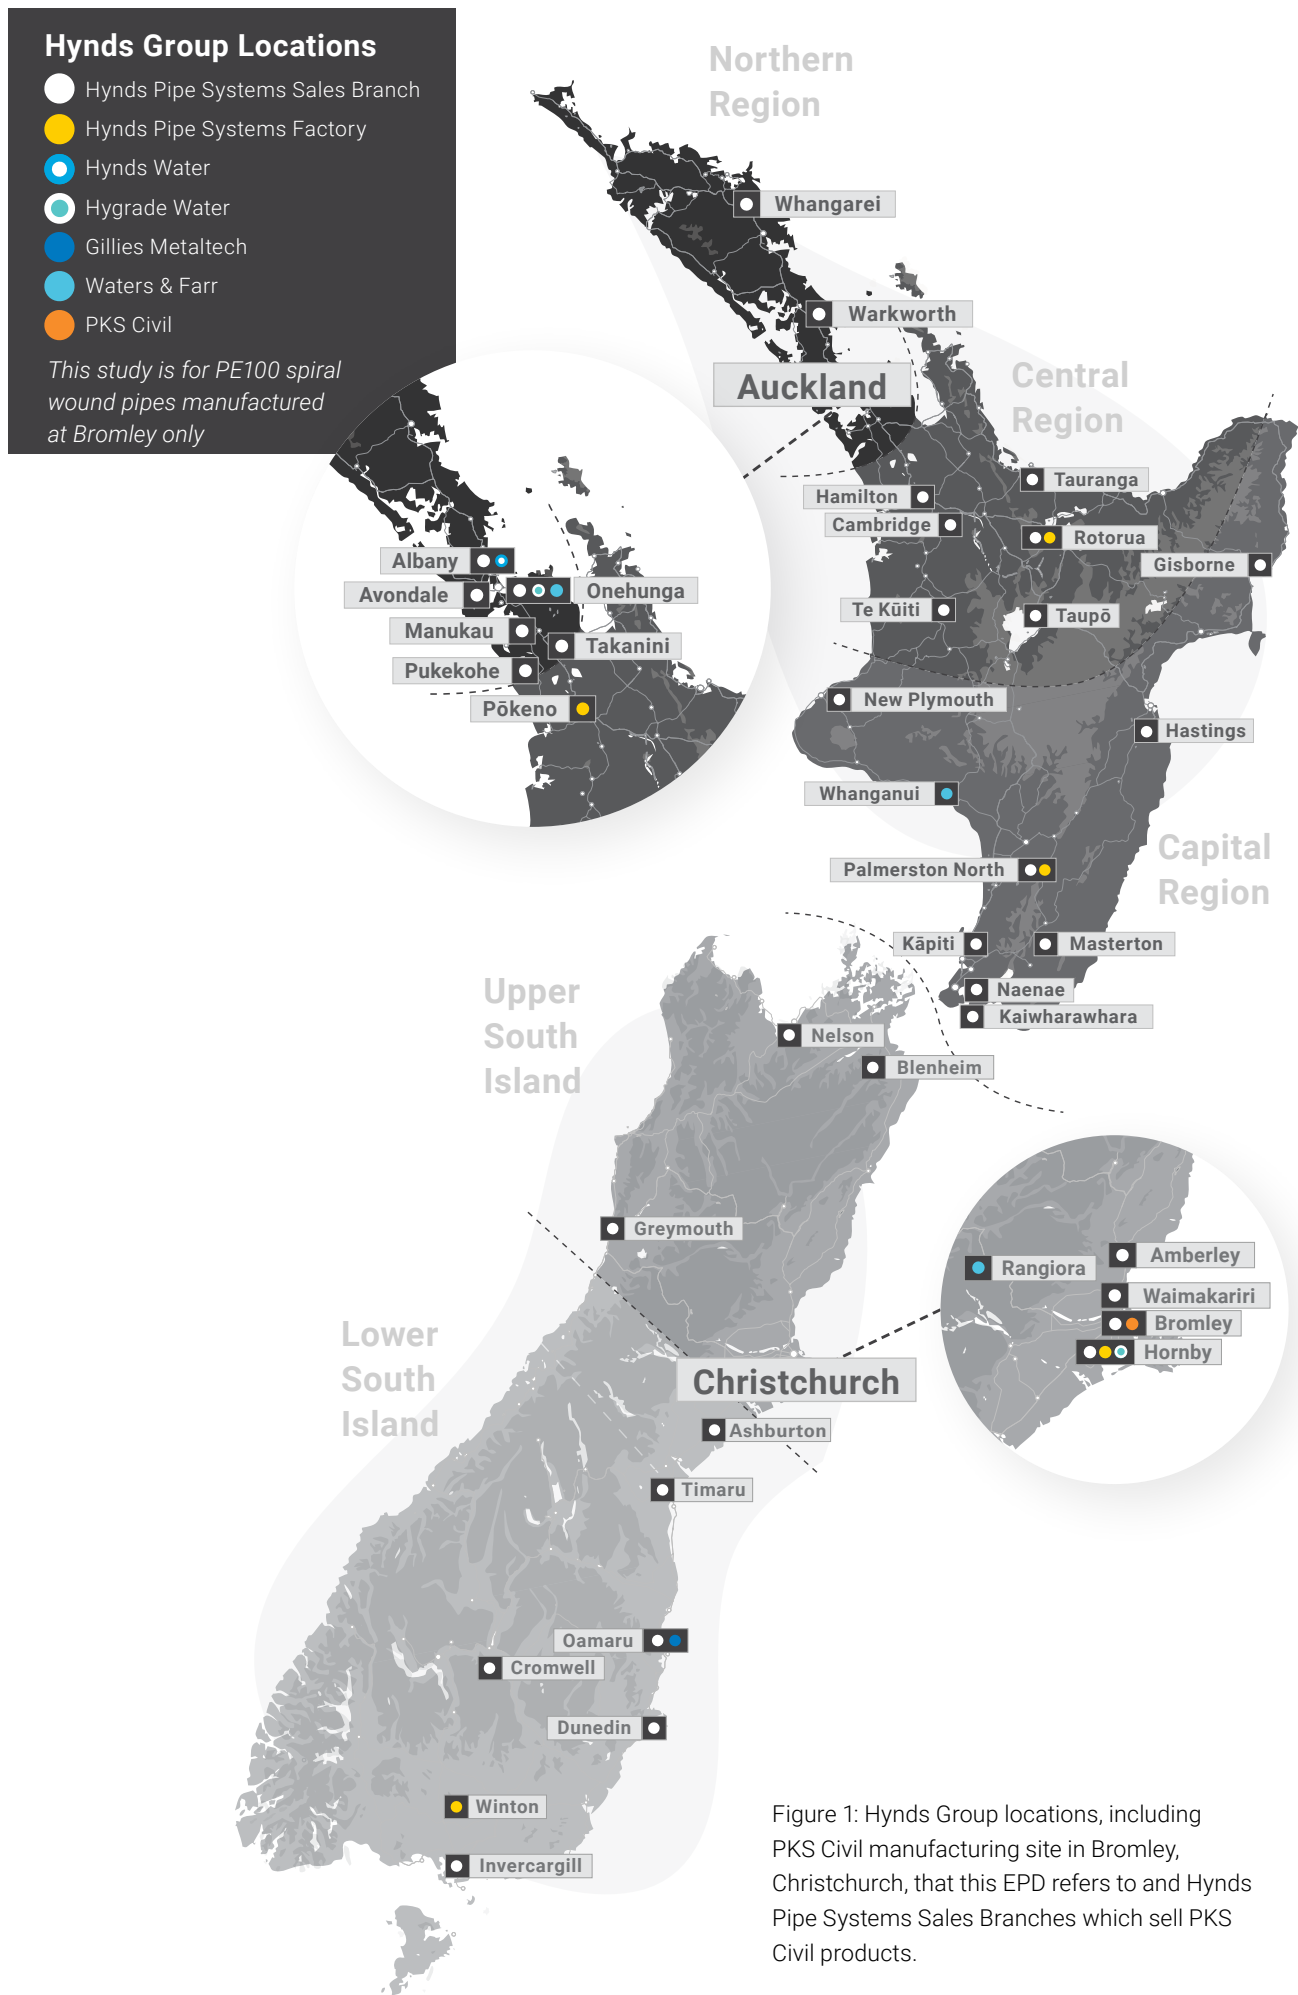 Hynds Group Locations
Hynds Pipe Systems Sales Branch
Hynds Pipe Systems Factory
Hynds Water
Hygrade Water
Gillies Metaltech
Waters & Farr
PKS Civil
This study is for PE100 spiral
wound pipes manufactured
at Bromley only
Northern
Region
Whangarei
Warkworth
Auckland
Central
Region
Tauranga
Hamilton
Cambridge
Rotorua
Gisborne
Te Kūiti
Taupō
Albany
Avondale
Onehunga
Manukau
Takanini
Pukekohe
Pōkeno
New Plymouth
Hastings
Whanganui
Capital
Region
Palmerston North
Kāpiti
Masterton
Naenae
Kaiwharawhara
Upper
South
Island
Nelson
Blenheim
Greymouth
Amberley
Rangiora
Waimakariri
Bromley
Hornby
Lower
South
Island
Christchurch
Ashburton
Timaru
Oamaru
Cromwell
Dunedin
Winton
Invercargill
Figure 1: Hynds Group locations, including
PKS Civil manufacturing site in Bromley,
Christchurch, that this EPD refers to and Hynds
Pipe Systems Sales Branches which sell PKS
Civil products.